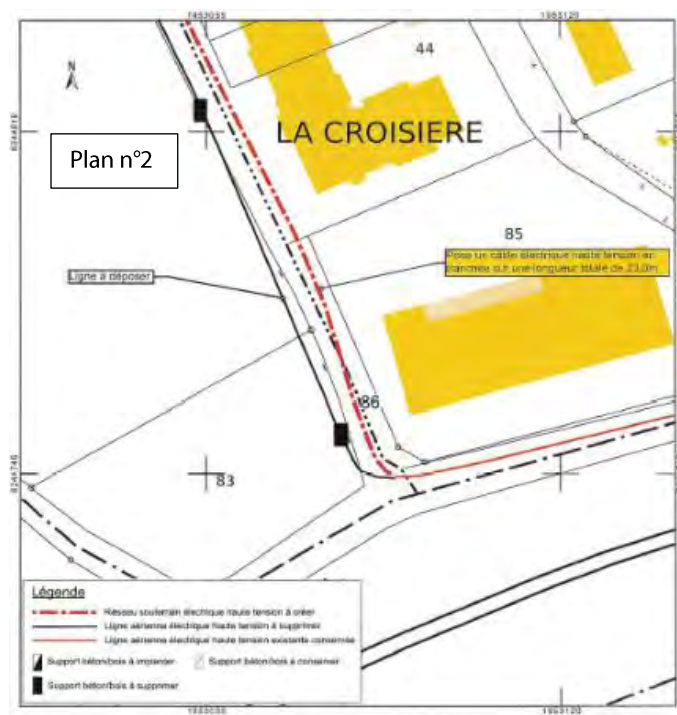 1953120
44
N
LA CROISIERE
Plan n°2
85
Pose un câble électrique haute tension en
tranchée sur une longueur totale de 23,0m
Ligne à déposer
86
83
Légende
Réseau souterrain électrique haute tension à créer
Ligne aérienne électrique haute tension à supprimer
Ligne aérienne électrique haute tension existante conservée
Support béton/bois à implanter
Support béton/bois à conserver
Support béton/bois à supprimer
1953120